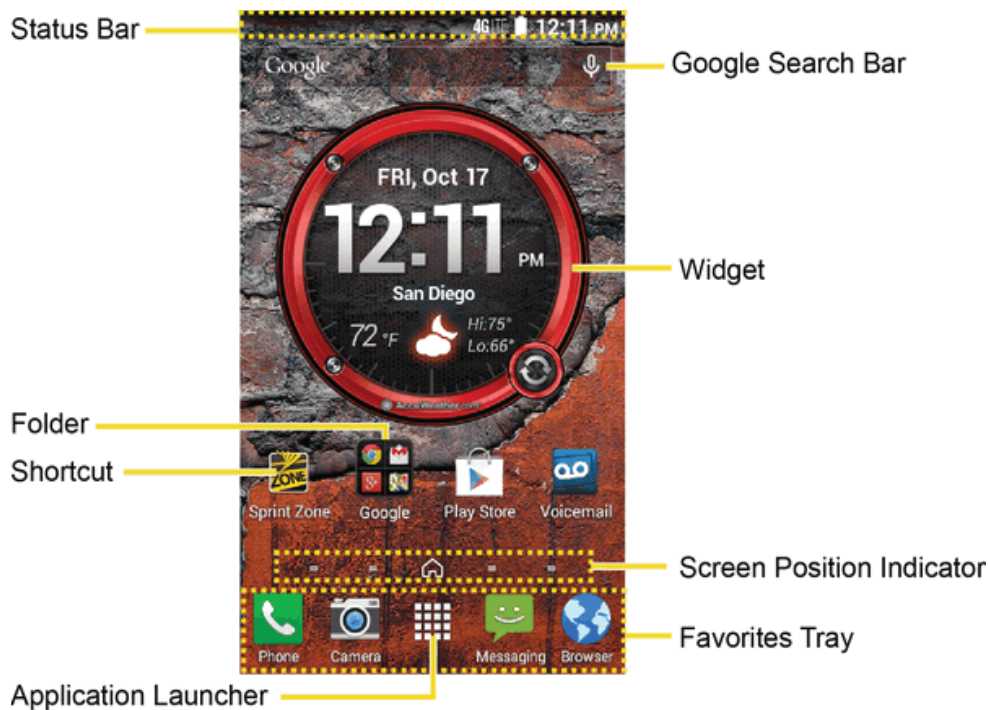 Status Bar
4G LTE 12:11 PM
Google
Google Search Bar
FRI, Oct 17
12:11 PM
Widget
San Diego
72 °F
Hi:75°
Lo:66°
AccuWeather.com
Folder
Shortcut
ZONE
Sprint Zone
Google
Play Store
Voicemail
Screen Position Indicator
Favorites Tray
Phone
Camera
Messaging
Browser
Application Launcher